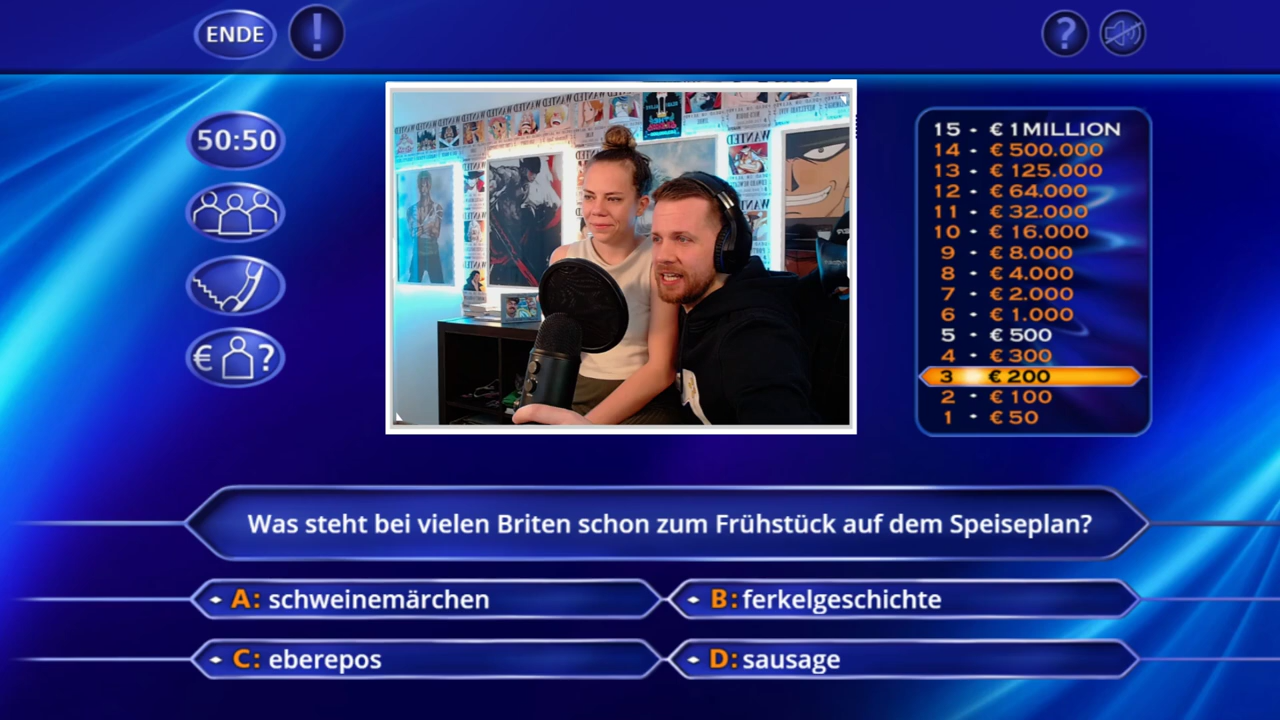 ENDE
!
?
50:50
€ ?
15 • € 1 MILLION
14 • € 500.000
13 • € 125.000
12 • € 64.000
11 • € 32.000
10 • € 16.000
9 • € 8.000
8 • € 4.000
7 • € 2.000
6 • € 1.000
5 • € 500
4 • € 300
3 • € 200
2 • € 100
1 • € 50
WANTED
Was steht bei vielen Briten schon zum Frühstück auf dem Speiseplan?
A: schweinemärchen
B: ferkelgeschichte
C: eberepos
D: sausage